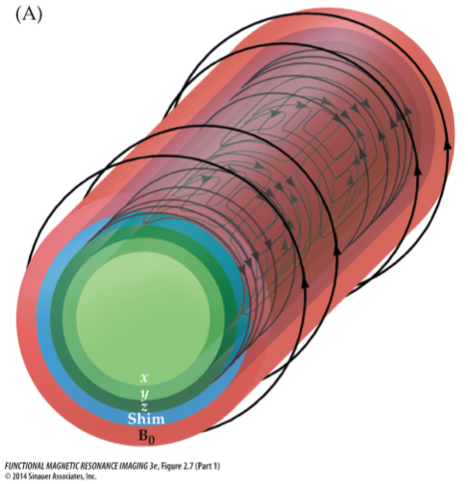 (A)
x
y
z
Shim
B0
FUNCTIONAL MAGNETIC RESONANCE IMAGING 3e, Figure 2.7 (Part 1)
© 2014 Sinauer Associates, Inc.